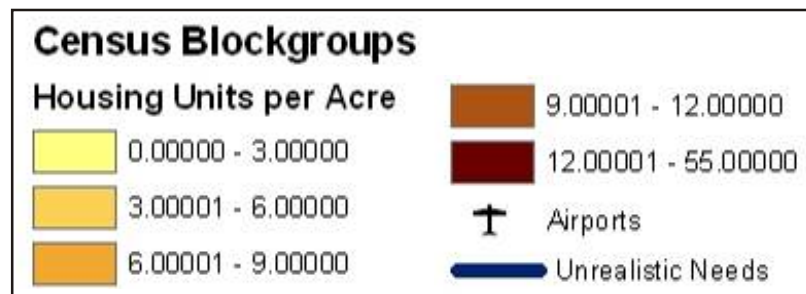 Census Blockgroups
Housing Units per Acre
0.00000 - 3.00000
3.00001 - 6.00000
6.00001 - 9.00000
9.00001 - 12.00000
12.00001 - 55.00000
Airports
Unrealistic Needs